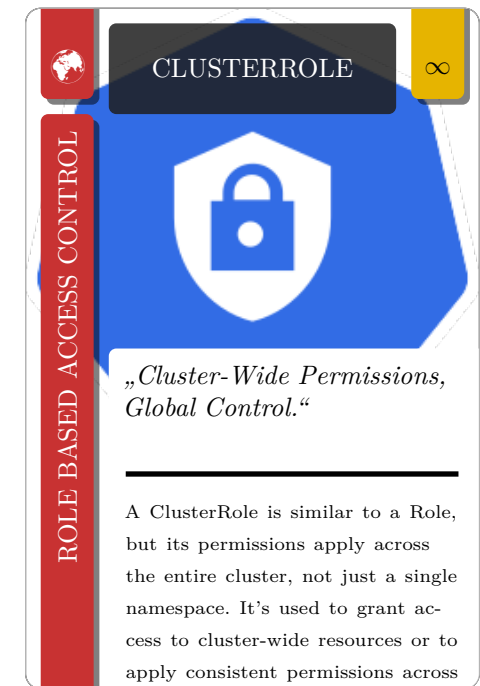 CLUSTERROLE
∞
ROLE BASED ACCESS CONTROL
„Cluster-Wide Permissions,
Global Control.“
A ClusterRole is similar to a Role,
but its permissions apply across
the entire cluster, not just a single
namespace. It's used to grant ac-
cess to cluster-wide resources or to
apply consistent permissions across